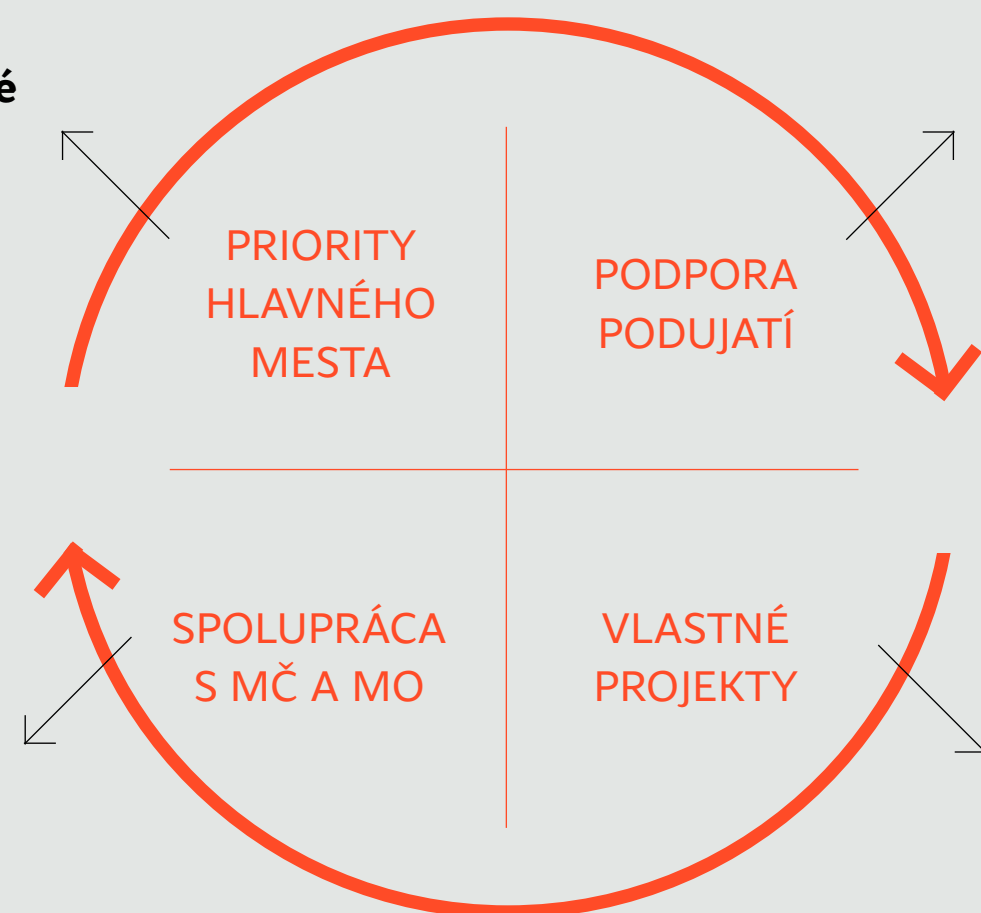 é
PRIORITY
HLAVNÉHO
MESTA
PODPORA
PODUJATÍ
SPOLUPRÁCA
S MČ A MO
VLASTNÉ
PROJEKTY